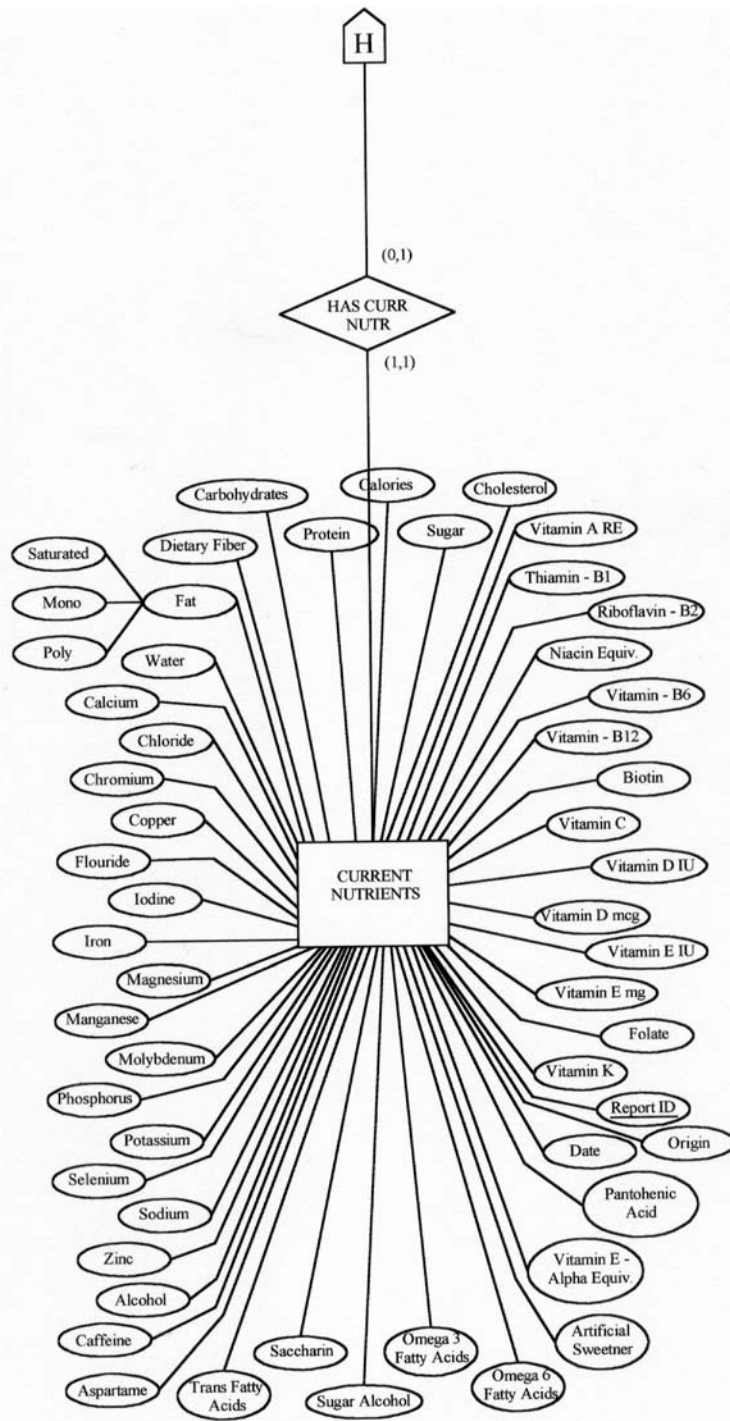 H
(0,1)
HAS CURR
NUTR
(1,1)
Carbohydrates
Calories
Cholesterol
Dietary Fiber
Protein
Sugar
Vitamin A RE
Saturated
Thiamin - B1
Mono
Fat
Riboflavin - B2
Poly
Water
Niacin Equiv.
Calcium
Vitamin - B6
Chloride
Vitamin - B12
Chromium
Biotin
Copper
Vitamin C
Flouride
CURRENT
NUTRIENTS
Vitamin D IU
Iodine
Vitamin D mcg
Iron
Vitamin E IU
Magnesium
Vitamin E mg
Manganese
Folate
Molybdenum
Vitamin K
Phosphorus
Report ID
Potassium
Date
Origin
Selenium
Pantohenic
Acid
Sodium
Zinc
Vitamin E -
Alpha Equiv.
Alcohol
Caffeine
Saccharin
Omega 3
Fatty Acids
Artificial
Sweetner
Aspartame
Trans Fatty
Acids
Sugar Alcohol
Omega 6
Fatty Acids